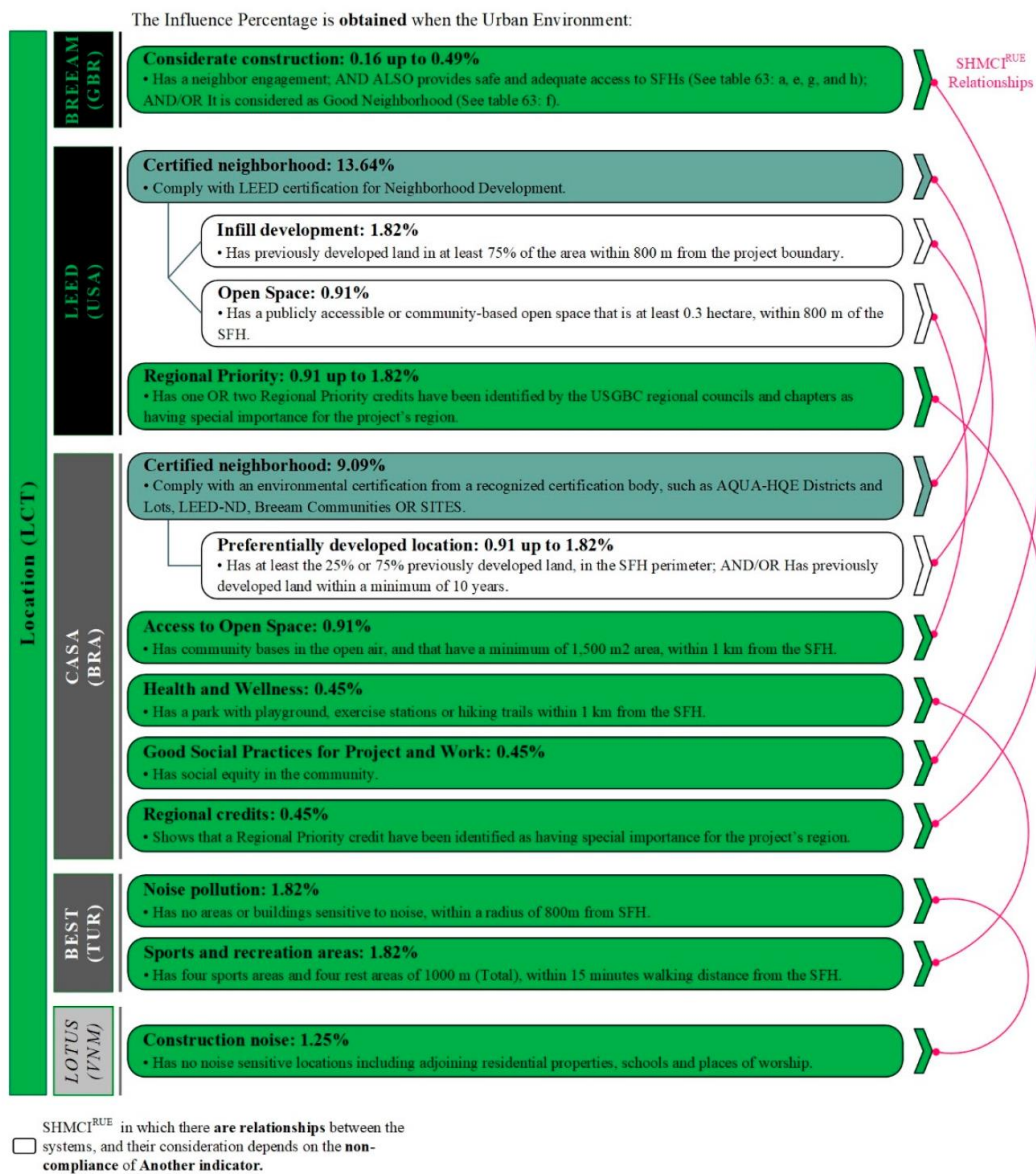 The Influence Percentage is obtained when the Urban Environment:
Location (LCT)
BREEAM
(GBR)
Considerate construction: 0.16 up to 0.49%
• Has a neighbor engagement; AND ALSO provides safe and adequate access to SFHs (See table 63: a, e, g, and h);
AND/OR It is considered as Good Neighborhood (See table 63: f).
SHMCI^RUE
Relationships
LEED
(USA)
Certified neighborhood: 13.64%
• Comply with LEED certification for Neighborhood Development.
Infill development: 1.82%
• Has previously developed land in at least 75% of the area within 800 m from the project boundary.
Open Space: 0.91%
• Has a publicly accessible or community-based open space that is at least 0.3 hectare, within 800 m of the
SFH.
Regional Priority: 0.91 up to 1.82%
• Has one OR two Regional Priority credits have been identified by the USGBC regional councils and chapters as
having special importance for the project's region.
CASA
(BRA)
Certified neighborhood: 9.09%
• Comply with an environmental certification from a recognized certification body, such as AQUA-HQE Districts and
Lots, LEED-ND, Breeam Communities OR SITES.
Preferentially developed location: 0.91 up to 1.82%
• Has at least the 25% or 75% previously developed land, in the SFH perimeter; AND/OR Has previously
developed land within a minimum of 10 years.
Access to Open Space: 0.91%
• Has community bases in the open air, and that have a minimum of 1,500 m2 area, within 1 km from the SFH.
Health and Wellness: 0.45%
• Has a park with playground, exercise stations or hiking trails within 1 km from the SFH.
Good Social Practices for Project and Work: 0.45%
• Has social equity in the community.
Regional credits: 0.45%
• Shows that a Regional Priority credit have been identified as having special importance for the project's region.
BEST
(TUR)
Noise pollution: 1.82%
• Has no areas or buildings sensitive to noise, within a radius of 800m from SFH.
Sports and recreation areas: 1.82%
• Has four sports areas and four rest areas of 1000 m (Total), within 15 minutes walking distance from the SFH.
LOTUS
(VNM)
Construction noise: 1.25%
• Has no noise sensitive locations including adjoining residential properties, schools and places of worship.
SHMCI^RUE in which there are relationships between the
systems, and their consideration depends on the non-
compliance of Another indicator.